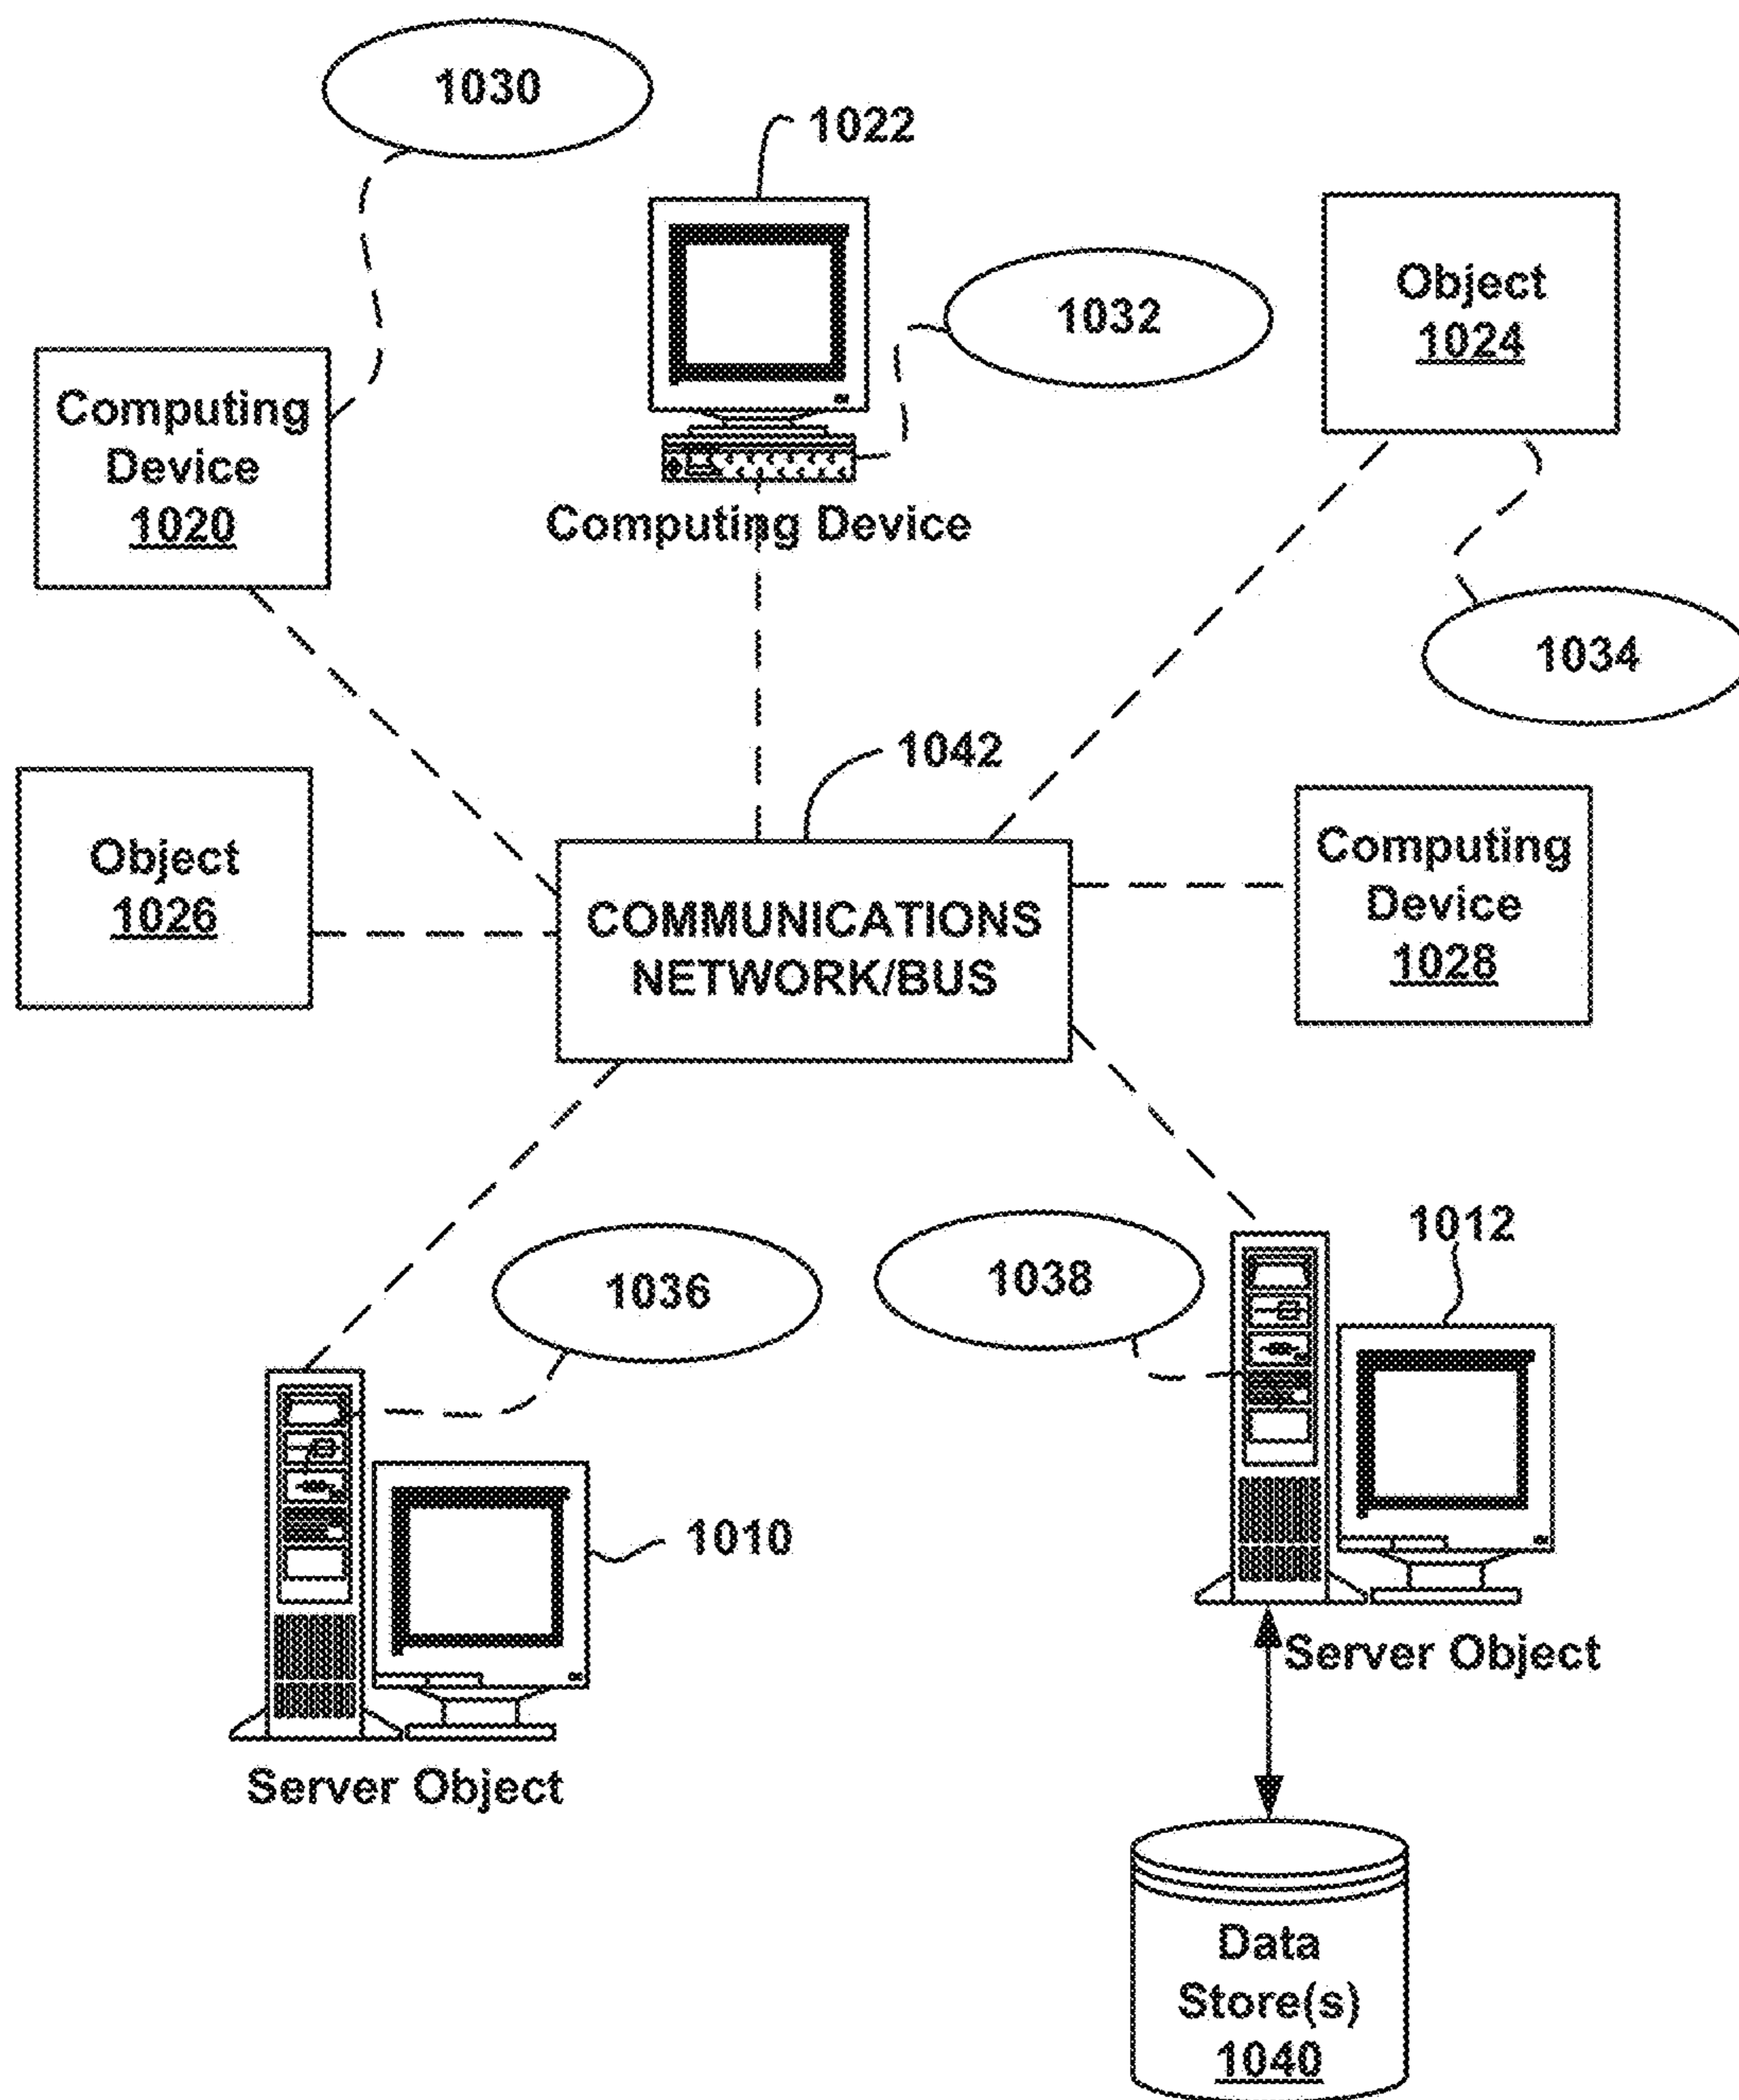 1030
1022
1032
Object
1024
Computing
Device
1020
Computing Device
1034
1042
Object
1026
COMMUNICATIONS
NETWORK/BUS
Computing
Device
1028
1036
1038
1012
1010
Server Object
Server Object
Data
Store(s)
1040